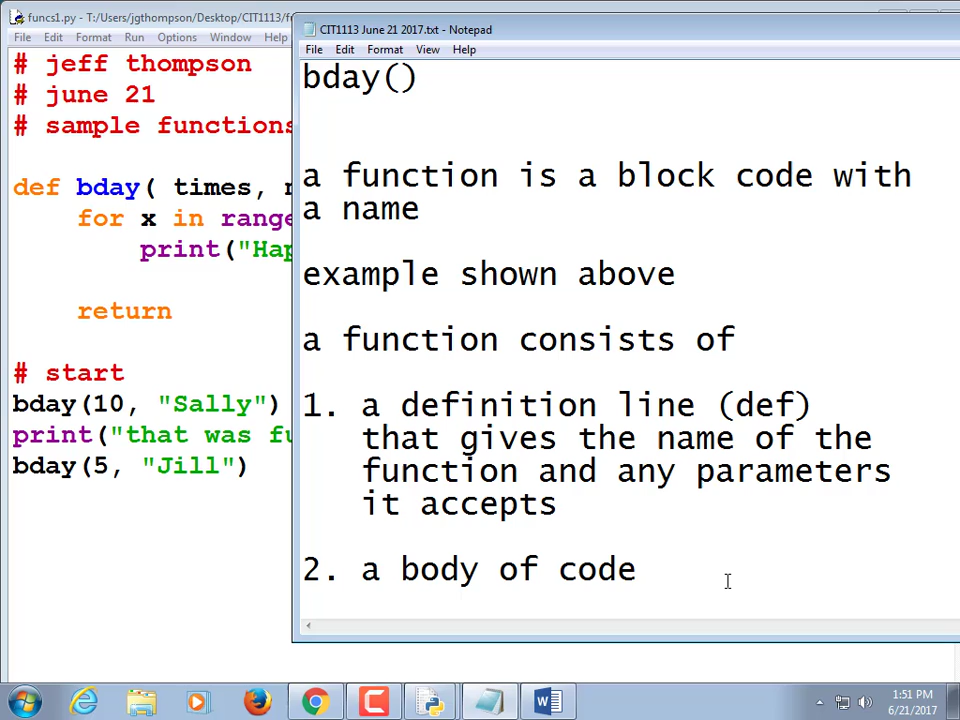 funcs1.py - T:/Users/jgthompson/Desktop/CIT1113/
File Edit Format Run Options Window Help
# jeff thompson
# june 21
# sample functions
def bday( times,
for x in range
print("Hap
return
# start
bday(10, "Sally")
print("that was fu
bday(5, "Jill")
CIT1113 June 21 2017.txt - Notepad
File Edit Format View Help
bday()
a function is a block code with
a name
example shown above
a function consists of
1. a definition line (def)
that gives the name of the
function and any parameters
it accepts
2. a body of code
1:51 PM
6/21/2017